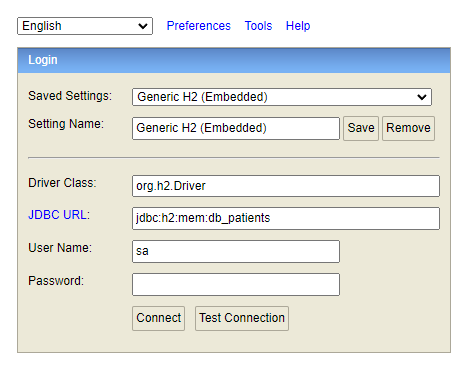 English Preferences Tools Help
Login
Saved Settings: Generic H2 (Embedded)
Setting Name: Generic H2 (Embedded) Save Remove
Driver Class: org.h2.Driver
JDBC URL: jdbc:h2:mem:db_patients
User Name: sa
Password:
Connect Test Connection